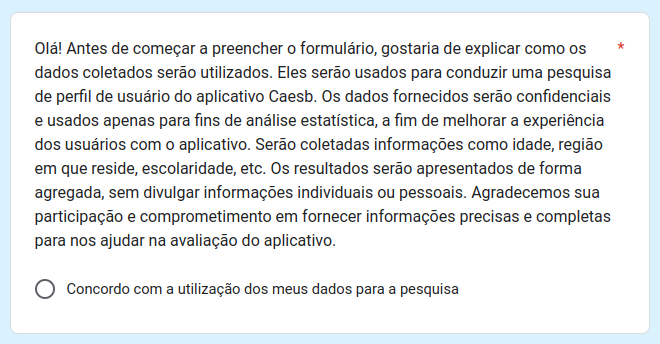 Olá! Antes de começar a preencher o formulário, gostaria de explicar como os *
dados coletados serão utilizados. Eles serão usados para conduzir uma pesquisa
de perfil de usuário do aplicativo Caesb. Os dados fornecidos serão confidenciais
e usados apenas para fins de análise estatística, a fim de melhorar a experiência
dos usuários com o aplicativo. Serão coletadas informações como idade, região
em que reside, escolaridade, etc. Os resultados serão apresentados de forma
agregada, sem divulgar informações individuais ou pessoais. Agradecemos sua
participação e comprometimento em fornecer informações precisas e completas
para nos ajudar na avaliação do aplicativo.
Concordo com a utilização dos meus dados para a pesquisa